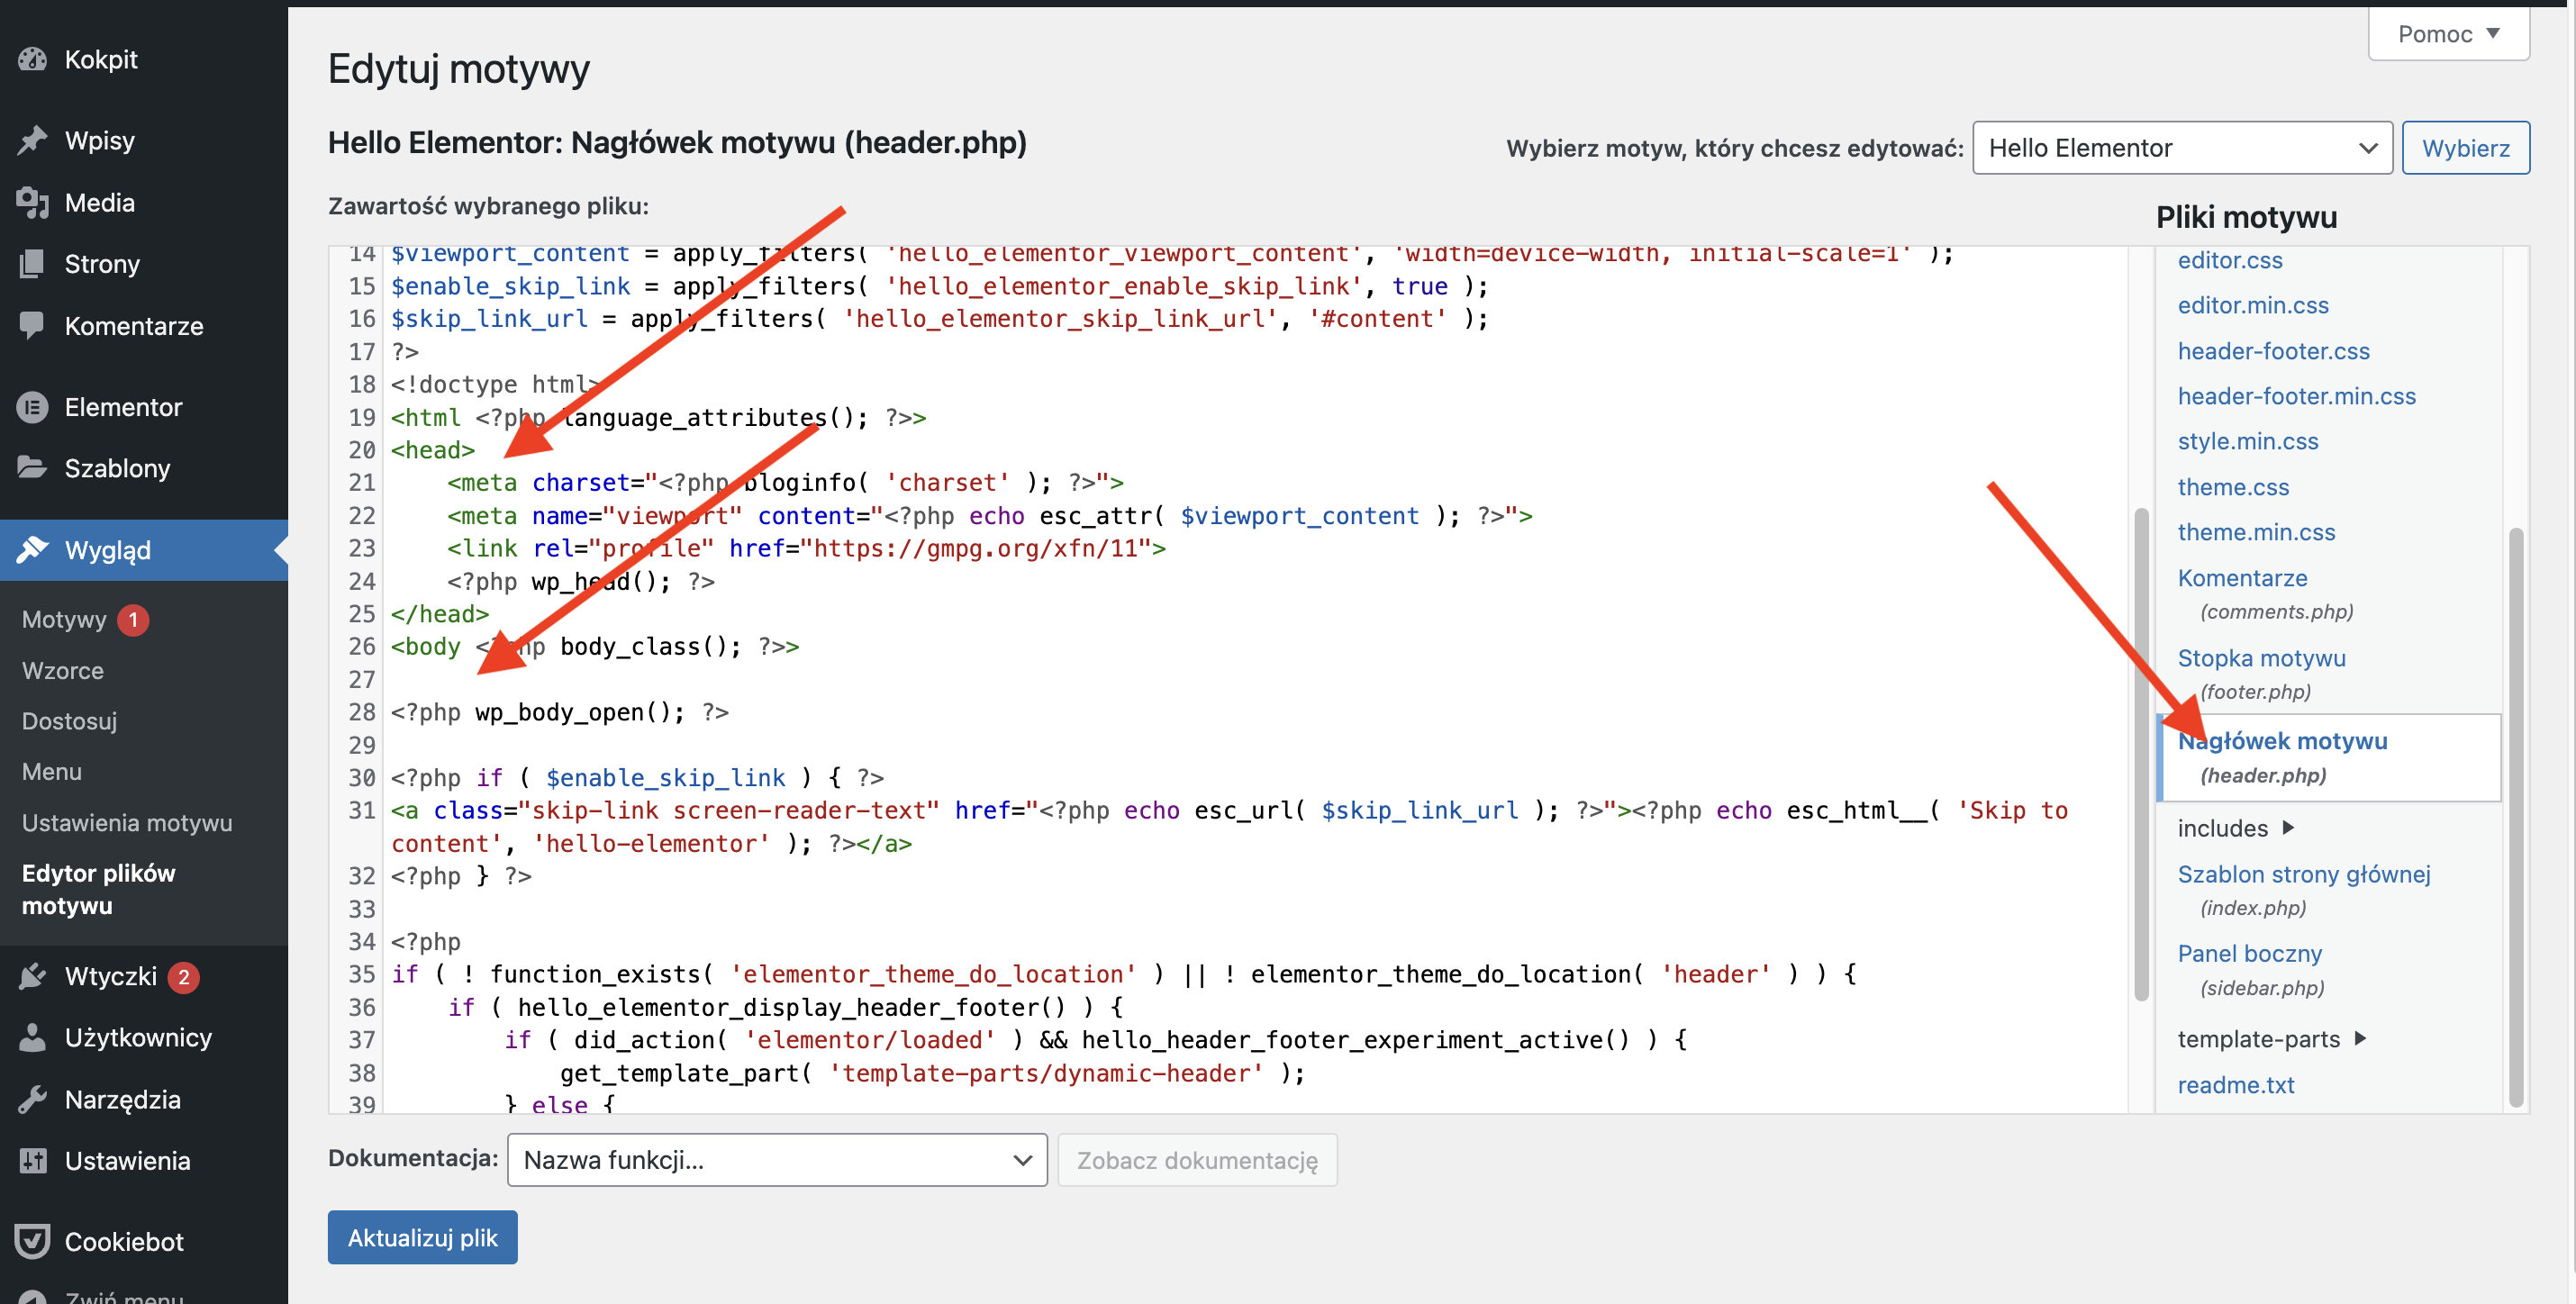 Kokpit
Wpisy
Media
Strony
Komentarze
Elementor
Szablony
Wygląd
Motywy 1
Wzorce
Dostosuj
Menu
Ustawienia motywu
Edytor plików
motywu
Wtyczki 2
Użytkownicy
Narzędzia
Ustawienia
Cookiebot
Zwiń menu
Pomoc
Edytuj motywy
Hello Elementor: Nagłówek motywu (header.php)
Wybierz motyw, który chcesz edytować: Hello Elementor Wybierz
Zawartość wybranego pliku:
14 $viewport_content = apply_filters( 'hello_elementor_viewport_content', 'width=device-width, initial-scale=1' );
15 $enable_skip_link = apply_filters( 'hello_elementor_enable_skip_link', true );
16 $skip_link_url = apply_filters( 'hello_elementor_skip_link_url', '#content' );
17 ?>
18 <!doctype html>
19 <html <?php language_attributes(); ?>>
20 <head>
21 <meta charset="<?php bloginfo( 'charset' ); ?>">
22 <meta name="viewport" content="<?php echo esc_attr( $viewport_content ); ?>">
23 <link rel="profile" href="https://gmpg.org/xfn/11">
24 <?php wp_head(); ?>
25 </head>
26 <body <?php body_class(); ?>>
27
28 <?php wp_body_open(); ?>
29
30 <?php if ( $enable_skip_link ) { ?>
31 <a class="skip-link screen-reader-text" href="<?php echo esc_url( $skip_link_url ); ?>"><?php echo esc_html__( 'Skip to
content', 'hello-elementor' ); ?></a>
32 <?php } ?>
33
34 <?php
35 if ( ! function_exists( 'elementor_theme_do_location' ) || ! elementor_theme_do_location( 'header' ) ) {
36 if ( hello_elementor_display_header_footer() ) {
37 if ( did_action( 'elementor/loaded' ) && hello_header_footer_experiment_active() ) {
38 get_template_part( 'template-parts/dynamic-header' );
39 } else {
Pliki motywu
editor.css
editor.min.css
header-footer.css
header-footer.min.css
style.min.css
theme.css
theme.min.css
Komentarze
(comments.php)
Stopka motywu
(footer.php)
Nagłówek motywu
(header.php)
includes
Szablon strony głównej
(index.php)
Panel boczny
(sidebar.php)
template-parts
readme.txt
Dokumentacja: Nazwa funkcji... Zobacz dokumentację
Aktualizuj plik